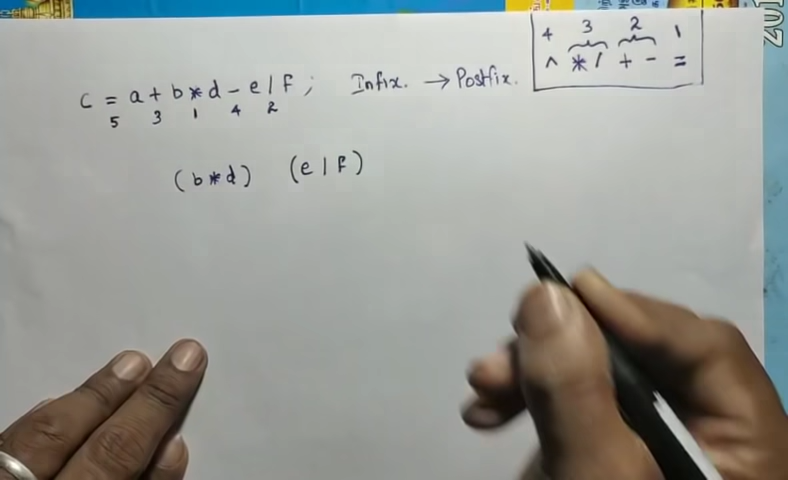 4 3 2 1
^ * / + - =
c = a + b * d - e / f ; Infix. → Postfix.
5 3 1 4 2
(b * d) (e / f)